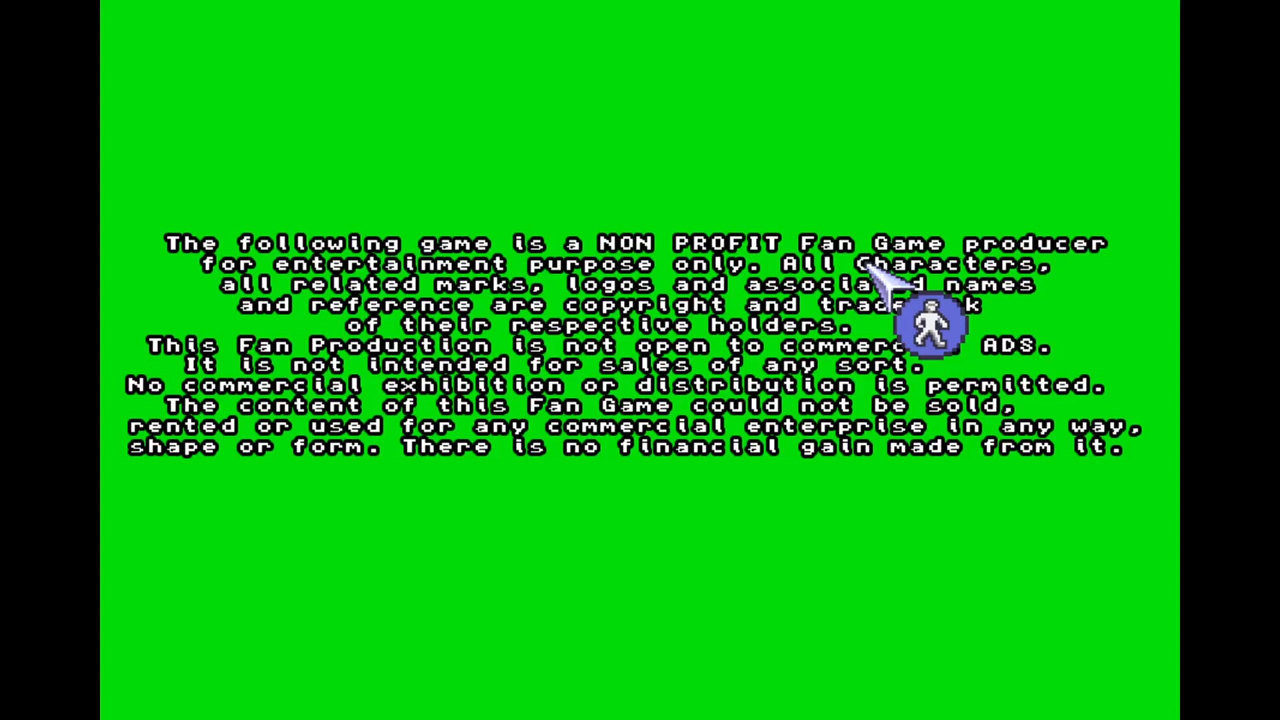 The following game is a NON PROFIT Fan Game producer
for entertainment purpose only. All Characters,
all related marks, logos and associated names
and reference are copyright and
of their respective holders.
This Fan Production is not open to ADS.
It is not intended for sales of any sort.
No commercial exhibition or distribution is permitted.
The content of this Fan Game could not be sold,
rented or used for any commercial enterprise in any way,
shape or form. There is no financial gain made from it.